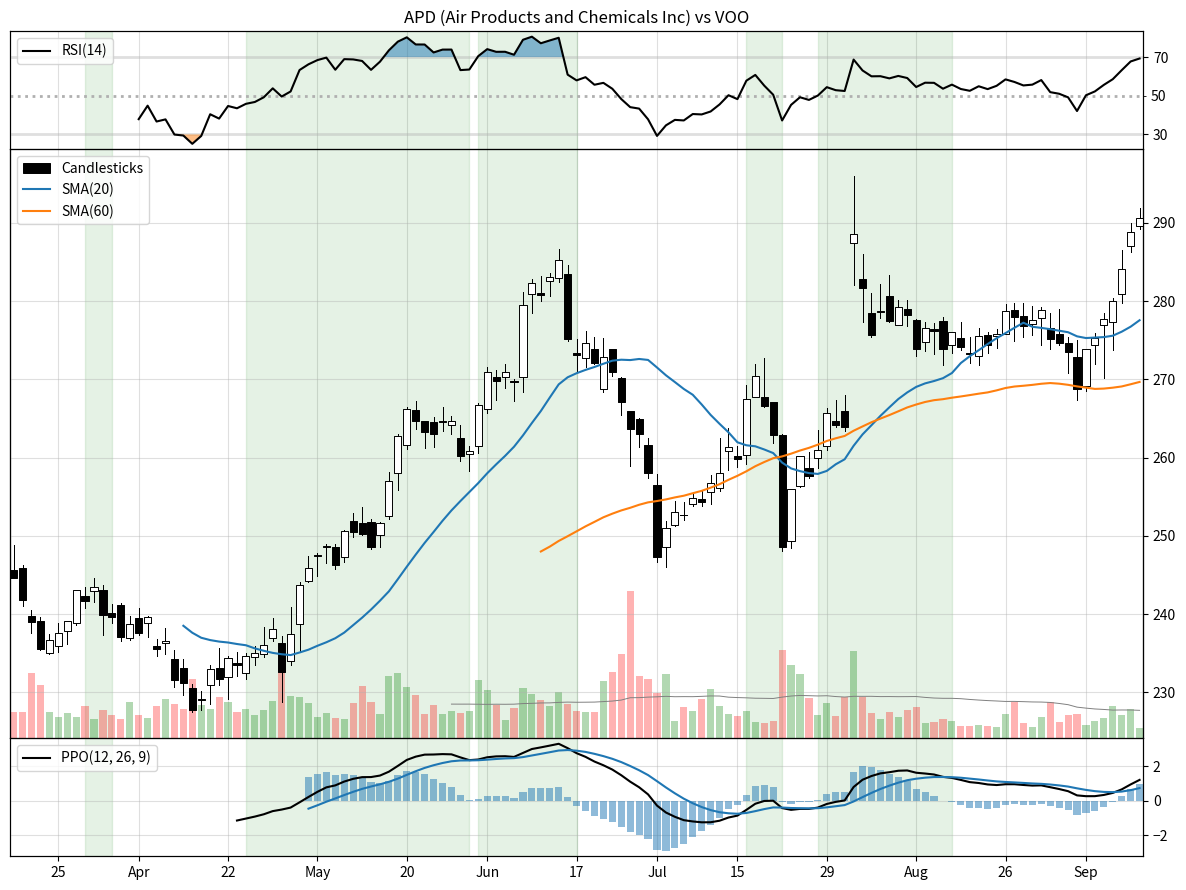 APD (Air Products and Chemicals Inc) vs VOO
RSI(14)
70
50
30
Candlesticks
SMA(20)
SMA(60)
290
280
270
260
250
240
230
PPO(12, 26, 9)
2
0
−2
25 Apr 22 May 20 Jun 17 Jul 15 29 Aug 26 Sep